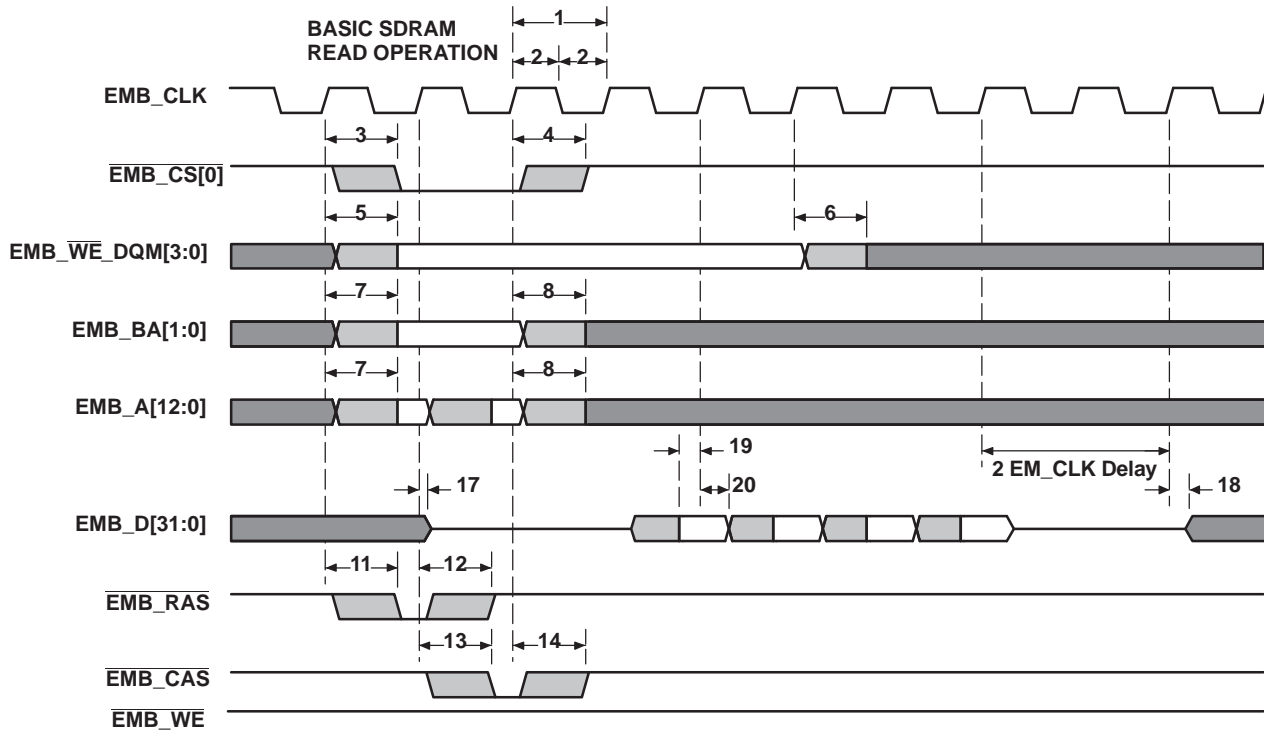 BASIC SDRAM
READ OPERATION
1
2 2
EMB_CLK
3 4
EMB_CS[0]
5 6
EMB_WE_DQM[3:0]
7 8
EMB_BA[1:0]
7 8
EMB_A[12:0]
19
2 EM_CLK Delay
17 20 18
EMB_D[31:0]
11 12
EMB_RAS
13 14
EMB_CAS
EMB_WE